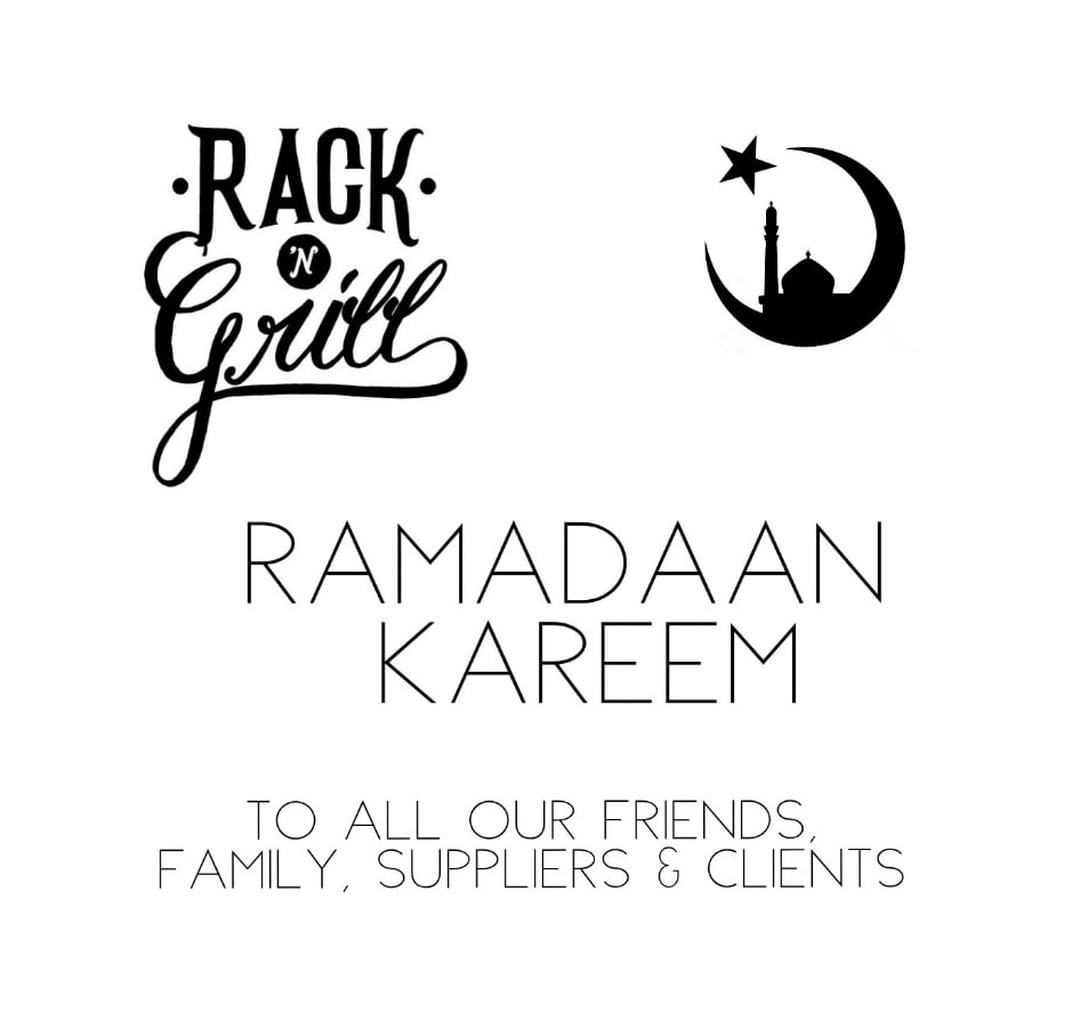 ·RACK·
'N
Grill
RAMADAAN
KAREEM
TO ALL OUR FRIENDS,
FAMILY, SUPPLIERS & CLIENTS